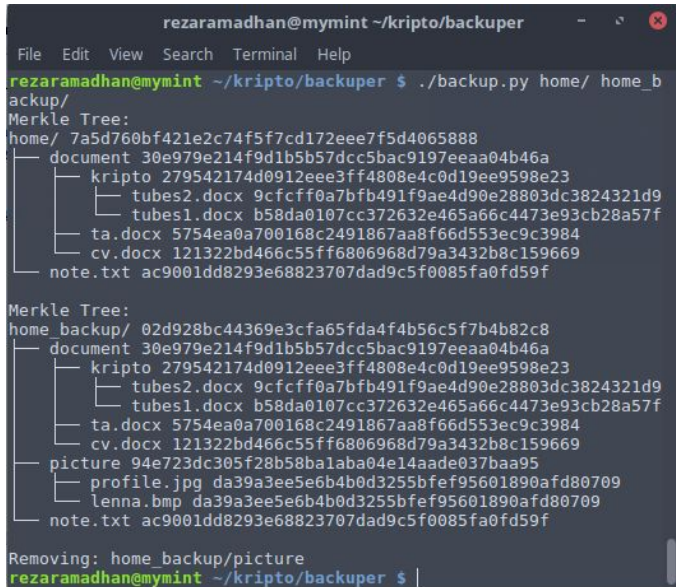 rezaramadhan@mymint ~/kripto/backuper
File Edit View Search Terminal Help
rezaramadhan@mymint ~/kripto/backuper $ ./backup.py home/ home_b
ackup/
Merkle Tree:
home/ 7a5d760bf421e2c74f5f7cd172eee7f5d4065888
├── document 30e979e214f9d1b5b57dcc5bac9197eeaa04b46a
│   ├── kripto 279542174d0912eee3ff4808e4c0d19ee9598e23
│   │   ├── tubes2.docx 9cfcff0a7bfb491f9ae4d90e28803dc3824321d9
│   │   └── tubes1.docx b58da0107cc372632e465a66c4473e93cb28a57f
│   ├── ta.docx 5754ea0a700168c2491867aa8f66d553ec9c3984
│   └── cv.docx 121322bd466c55ff6806968d79a3432b8c159669
└── note.txt ac9001dd8293e68823707dad9c5f0085fa0fd59f
Merkle Tree:
home_backup/ 02d928bc44369e3cfa65fda4f4b56c5f7b4b82c8
├── document 30e979e214f9d1b5b57dcc5bac9197eeaa04b46a
│   ├── kripto 279542174d0912eee3ff4808e4c0d19ee9598e23
│   │   ├── tubes2.docx 9cfcff0a7bfb491f9ae4d90e28803dc3824321d9
│   │   └── tubes1.docx b58da0107cc372632e465a66c4473e93cb28a57f
│   ├── ta.docx 5754ea0a700168c2491867aa8f66d553ec9c3984
│   └── cv.docx 121322bd466c55ff6806968d79a3432b8c159669
├── picture 94e723dc305f28b58ba1aba04e14aade037baa95
│   ├── profile.jpg da39a3ee5e6b4b0d3255bfef95601890afd80709
│   └── lenna.bmp da39a3ee5e6b4b0d3255bfef95601890afd80709
└── note.txt ac9001dd8293e68823707dad9c5f0085fa0fd59f
Removing: home_backup/picture
rezaramadhan@mymint ~/kripto/backuper $